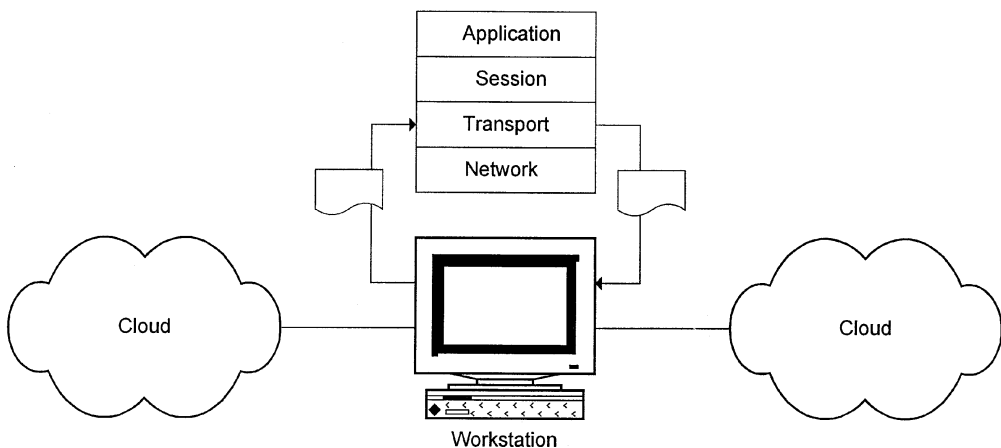 Application
Session
Transport
Network
Cloud
Cloud
Workstation